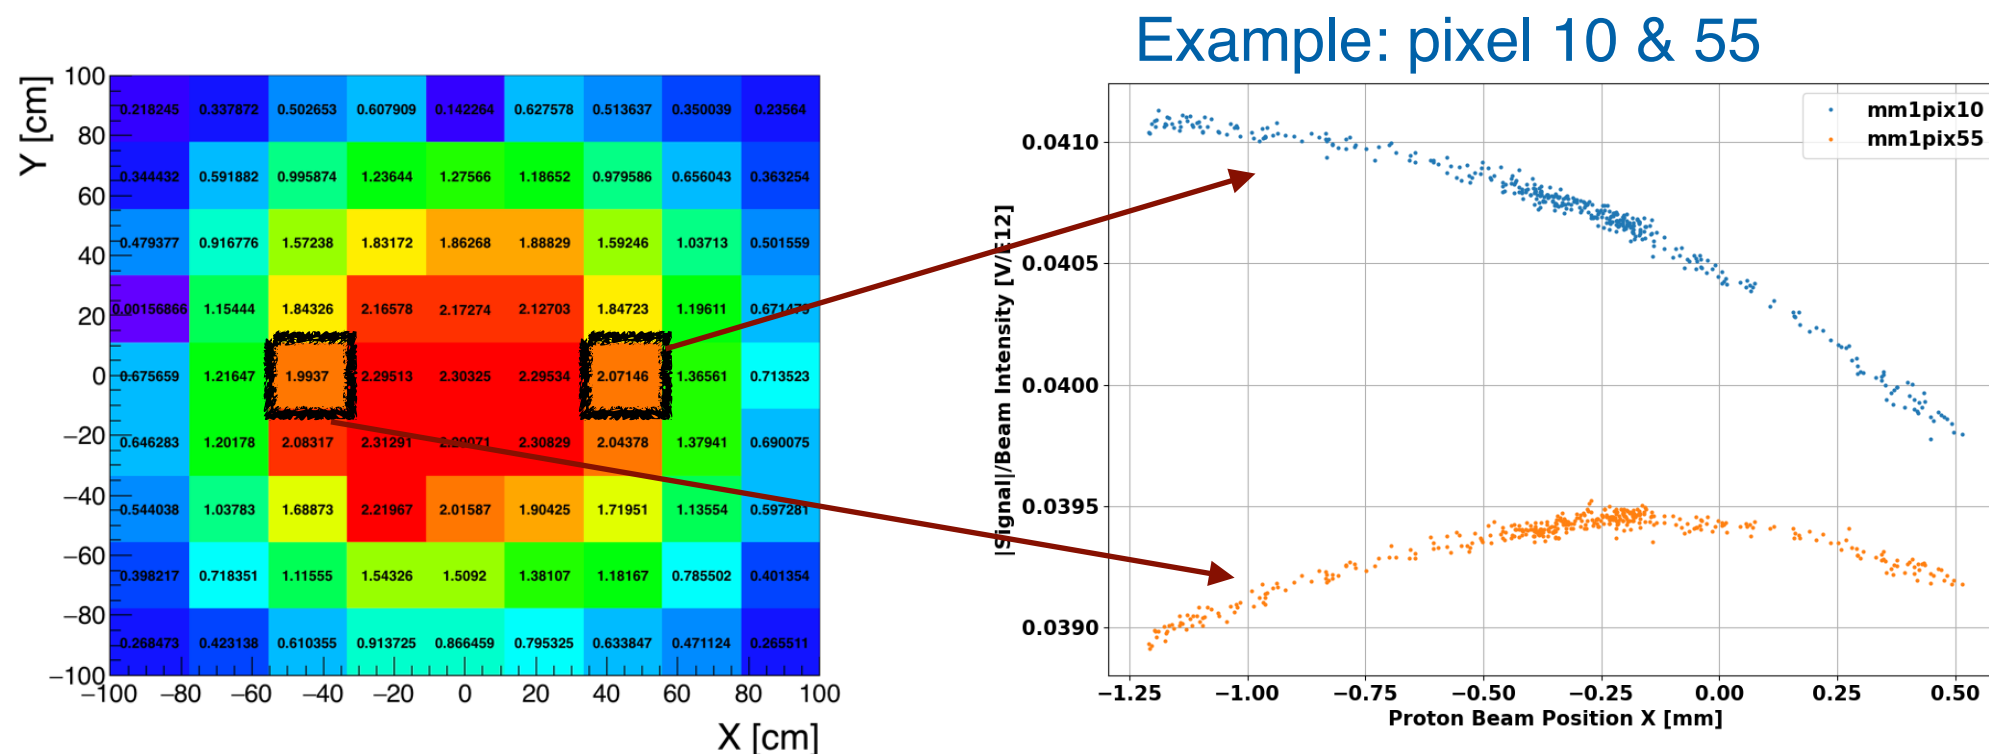 Example: pixel 10 & 55
Y [cm]
100
80
60
40
20
0
−20
−40
−60
−80
−100
0.218245 0.337872 0.502653 0.607909 0.142264 0.627578 0.513637 0.350039 0.23564
0.344432 0.591882 0.995874 1.23644 1.27566 1.18652 0.979586 0.656043 0.363254
0.479377 0.916776 1.57238 1.83172 1.86268 1.88829 1.59246 1.03713 0.501559
0.00156866 1.15444 1.84326 2.16578 2.17274 2.12703 1.84723 1.19611
0.675659 1.21647 1.9937 2.29513 2.30325 2.29534 2.07146 1.36561 0.713523
0.646283 1.20178 2.08317 2.31291 2.30829 2.04378 1.37941 0.690075
0.544038 1.03783 1.68873 2.21967 2.01587 1.90425 1.71951 1.13554 0.597281
0.398217 0.718351 1.11555 1.54326 1.5092 1.38107 1.18167 0.785502 0.401354
0.268473 0.423138 0.610355 0.913725 0.866459 0.795325 0.633847 0.471124 0.265511
−100 −80 −60 −40 −20 0 20 40 60 80 100
X [cm]
|Signal|/Beam Intensity [V/E12]
0.0410
0.0405
0.0400
0.0395
0.0390
mm1pix10
mm1pix55
−1.25 −1.00 −0.75 −0.50 −0.25 0.00 0.25 0.50
Proton Beam Position X [mm]